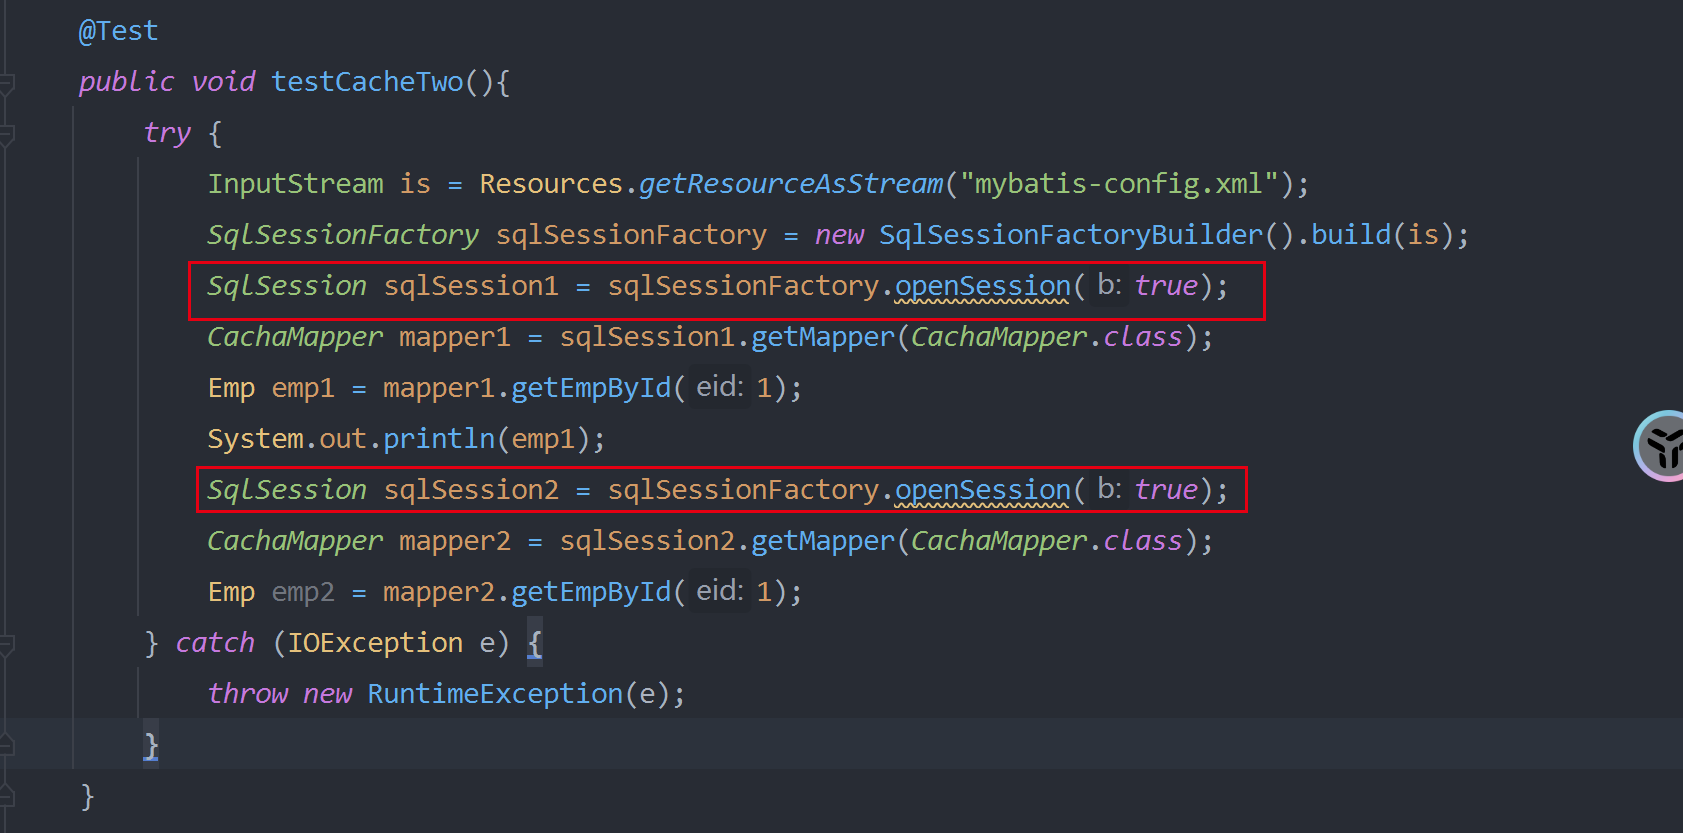 @Test
public void testCacheTwo(){
try {
InputStream is = Resources.getResourceAsStream("mybatis-config.xml");
SqlSessionFactory sqlSessionFactory = new SqlSessionFactoryBuilder().build(is);
SqlSession sqlSession1 = sqlSessionFactory.openSession( b: true);
CachaMapper mapper1 = sqlSession1.getMapper(CachaMapper.class);
Emp emp1 = mapper1.getEmpById( eid: 1);
System.out.println(emp1);
SqlSession sqlSession2 = sqlSessionFactory.openSession( b: true);
CachaMapper mapper2 = sqlSession2.getMapper(CachaMapper.class);
Emp emp2 = mapper2.getEmpById( eid: 1);
} catch (IOException e) {
throw new RuntimeException(e);
}
}